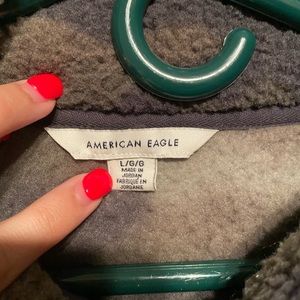 AMERICAN EAGLE
L/G/G
MADE IN
JORDAN
FABRIQUÉ EN
JORDANIE